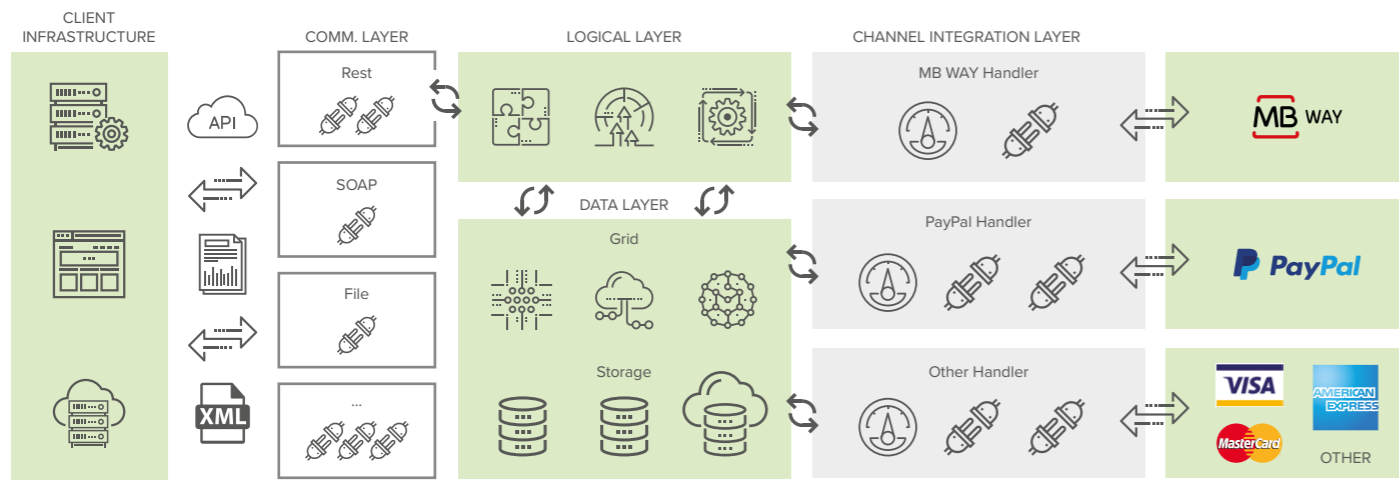 CLIENT
INFRASTRUCTURE
COMM. LAYER
LOGICAL LAYER
CHANNEL INTEGRATION LAYER
API
XML
Rest
SOAP
File
...
DATA LAYER
Grid
Storage
MB WAY Handler
PayPal Handler
Other Handler
MB WAY
PayPal
VISA
AMERICAN
EXPRESS
MasterCard
OTHER